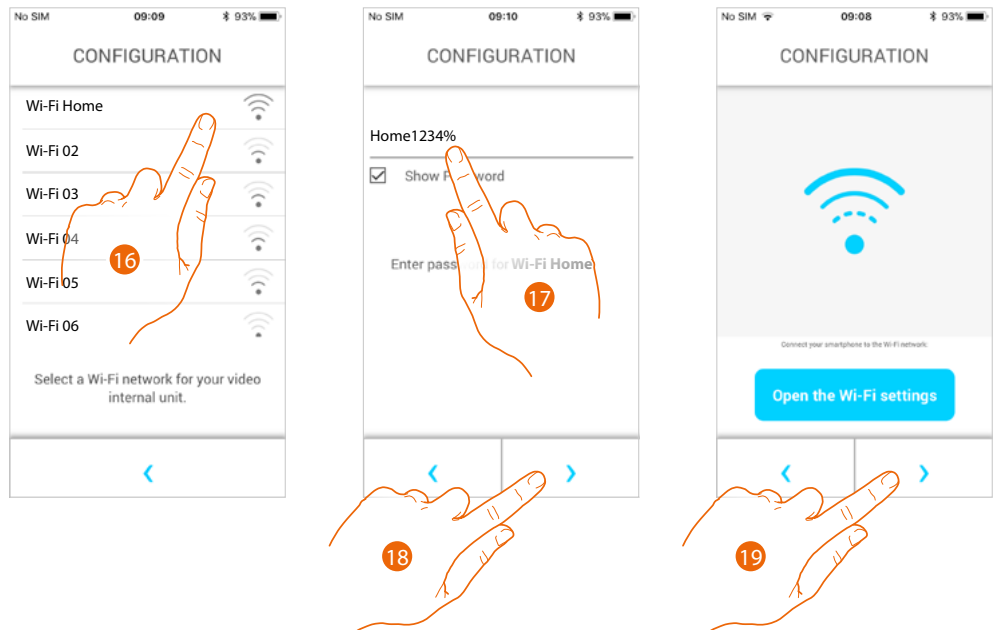 No SIM 09:09 93%
CONFIGURATION
Wi-Fi Home
Wi-Fi 02
Wi-Fi 03
Wi-Fi 04
Wi-Fi 05
Wi-Fi 06
16
Select a Wi-Fi network for your video
internal unit.
No SIM 09:10 93%
CONFIGURATION
Home1234%
Show Password
Enter password for Wi-Fi Home
17
18
No SIM 09:08 93%
CONFIGURATION
Connect your smartphone to the Wi-Fi network.
Open the Wi-Fi settings
19